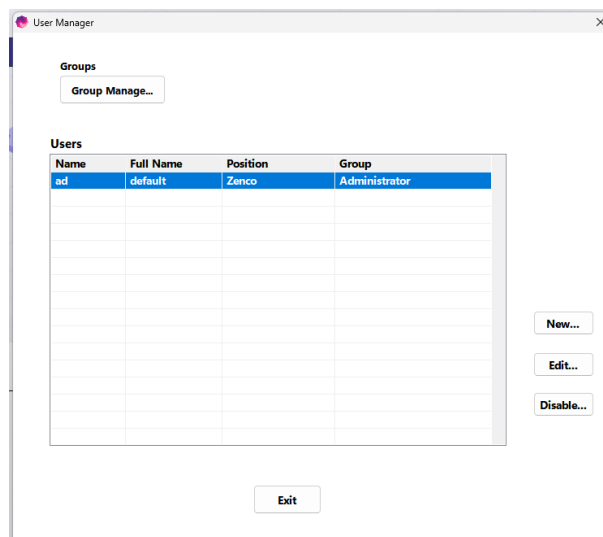 User Manager
Groups
Group Manage...
Users
Name Full Name Position Group
ad default Zenco Administrator
New...
Edit...
Disable...
Exit